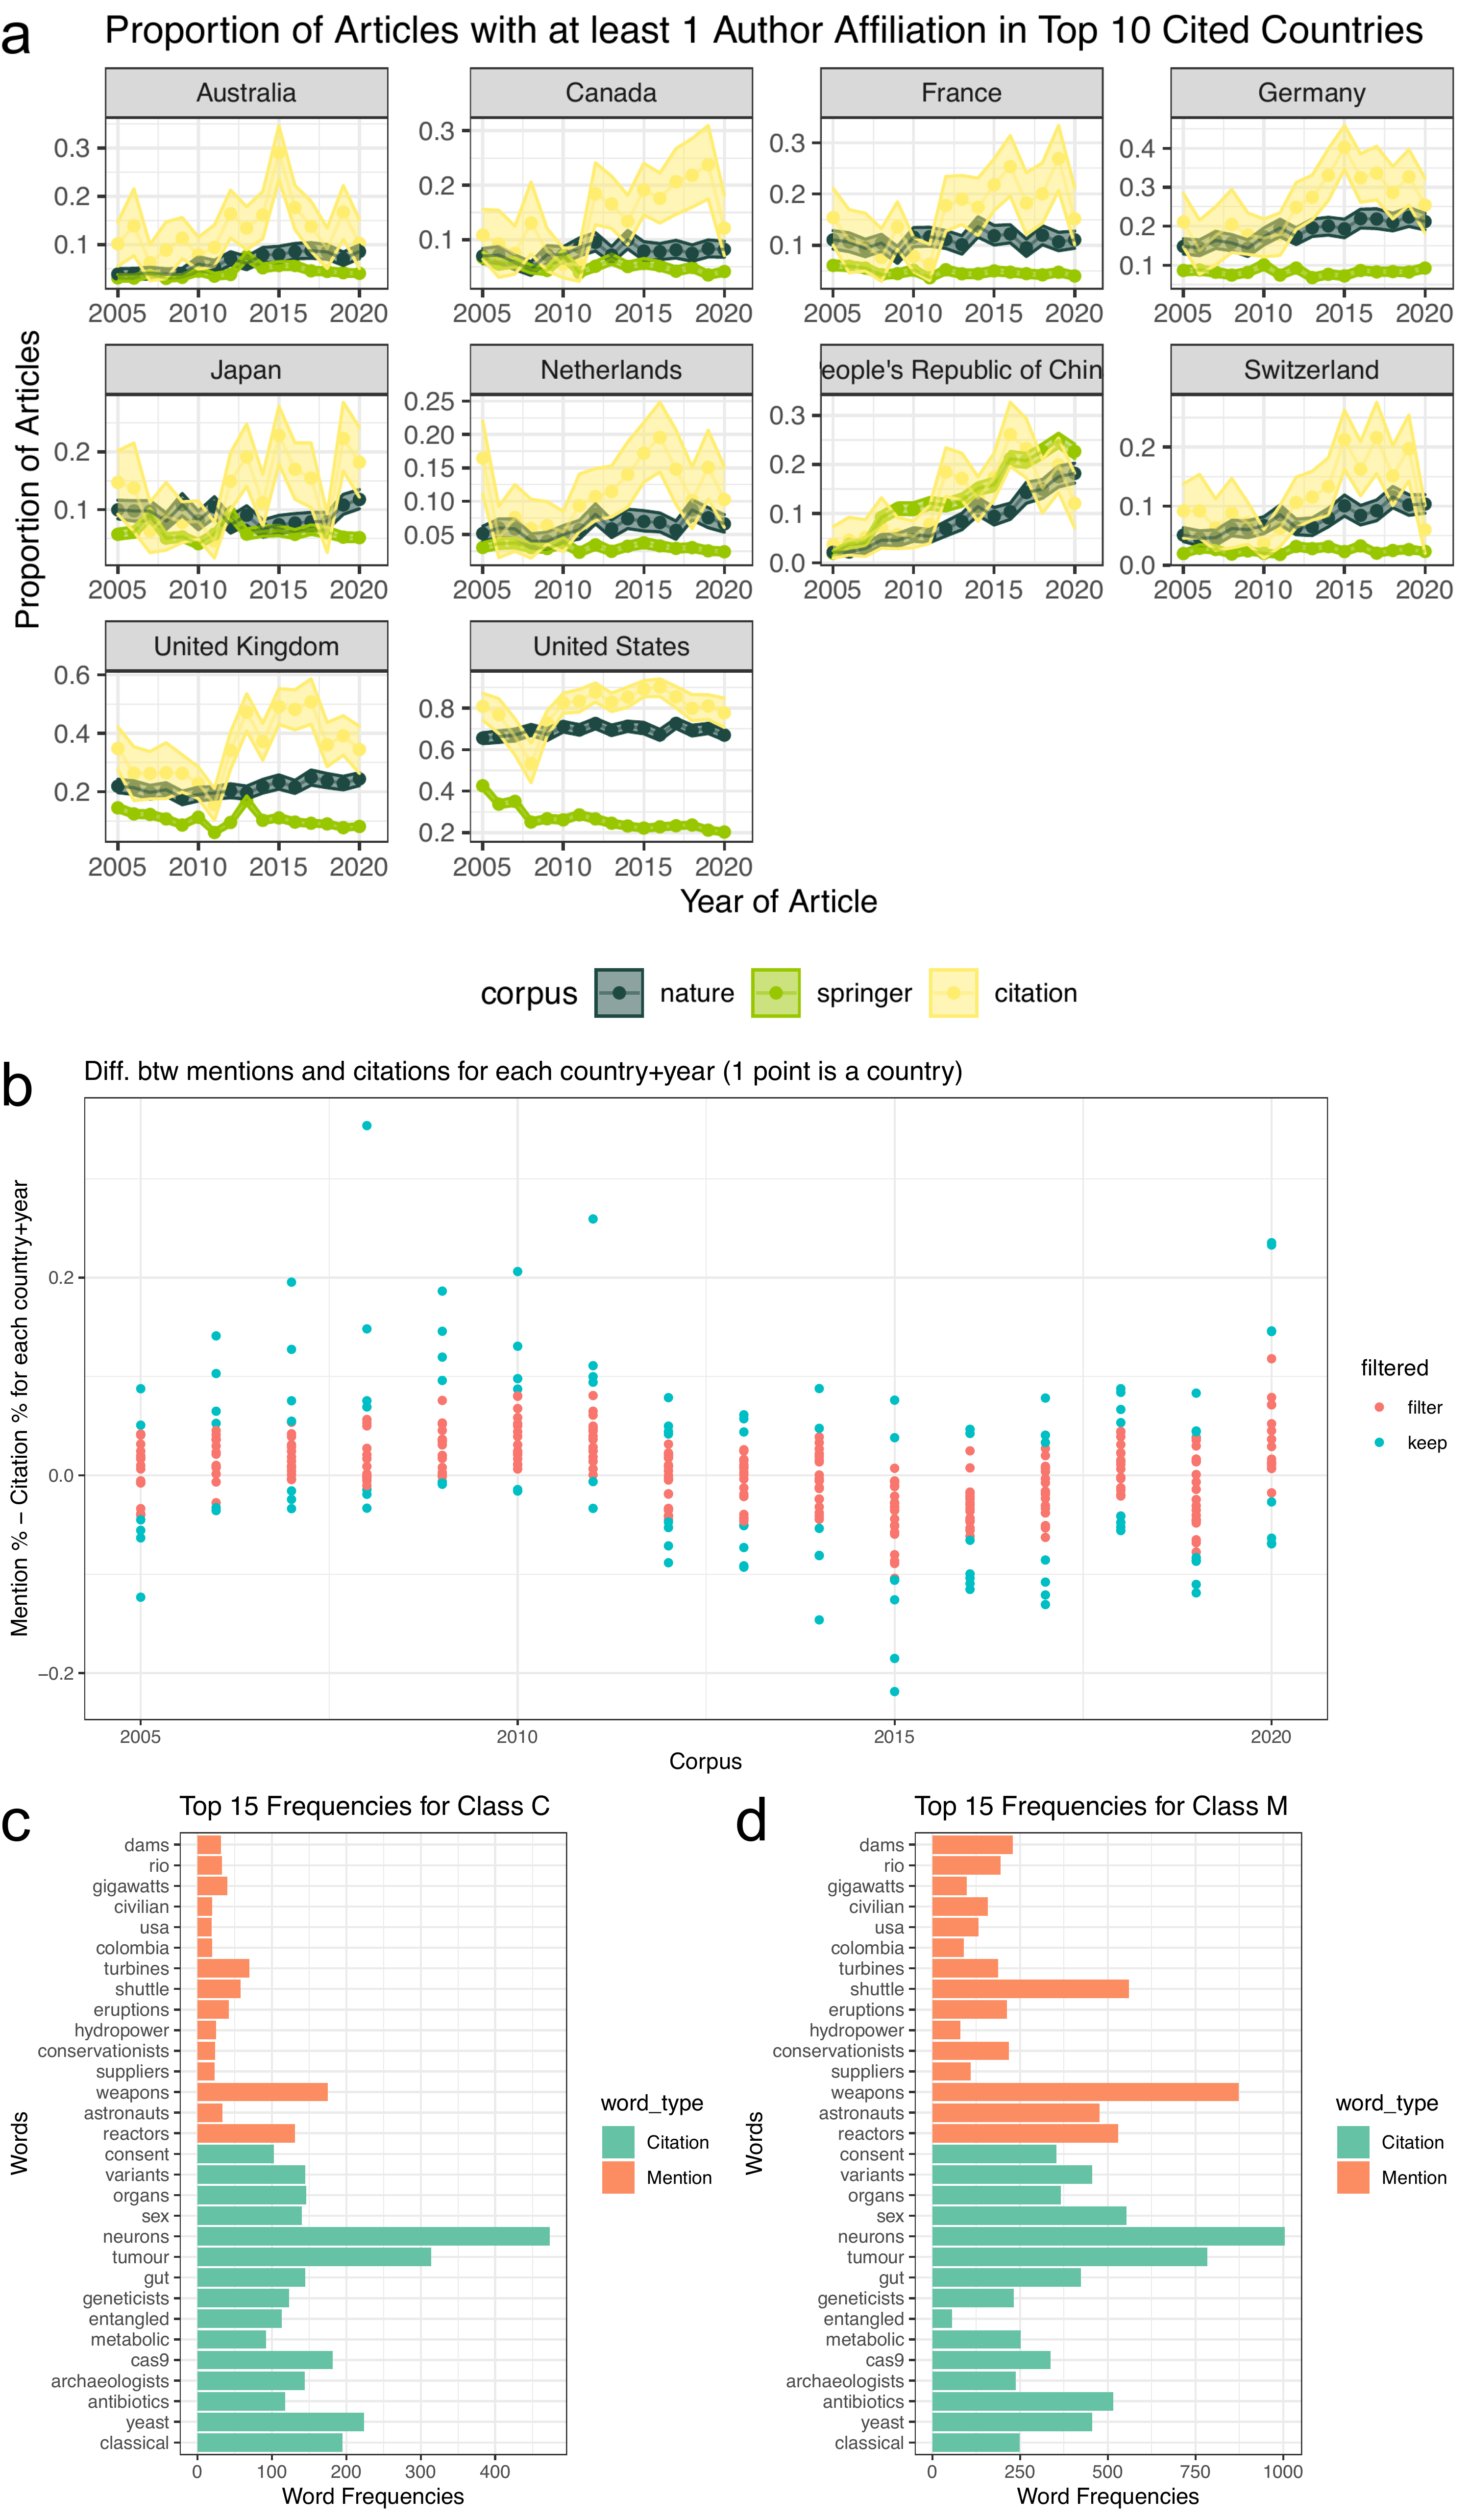 a
Proportion of Articles with at least 1 Author Affiliation in Top 10 Cited Countries
Australia
Canada
France
Germany
0.3
0.2
0.1
0.3
0.2
0.1
0.3
0.2
0.1
0.4
0.3
0.2
0.1
2005 2010 2015 2020
2005 2010 2015 2020
2005 2010 2015 2020
2005 2010 2015 2020
Japan
Netherlands
eople's Republic of Chin
Switzerland
0.2
0.1
0.25
0.20
0.15
0.10
0.05
0.3
0.2
0.1
0.0
0.2
0.1
0.0
2005 2010 2015 2020
2005 2010 2015 2020
2005 2010 2015 2020
2005 2010 2015 2020
United Kingdom
United States
0.6
0.4
0.2
0.8
0.6
0.4
0.2
2005 2010 2015 2020
2005 2010 2015 2020
Proportion of Articles
Year of Article
corpus nature springer citation
b
Diff. btw mentions and citations for each country+year (1 point is a country)
Mention % − Citation % for each country+year
0.2
0.0
−0.2
2005 2010 2015 2020
Corpus
filtered
filter
keep
c
Top 15 Frequencies for Class C
Words
dams
rio
gigawatts
civilian
usa
colombia
turbines
shuttle
eruptions
hydropower
conservationists
suppliers
weapons
astronauts
reactors
consent
variants
organs
sex
neurons
tumour
gut
geneticists
entangled
metabolic
cas9
archaeologists
antibiotics
yeast
classical
0 100 200 300 400
Word Frequencies
word_type
Citation
Mention
d
Top 15 Frequencies for Class M
Words
dams
rio
gigawatts
civilian
usa
colombia
turbines
shuttle
eruptions
hydropower
conservationists
suppliers
weapons
astronauts
reactors
consent
variants
organs
sex
neurons
tumour
gut
geneticists
entangled
metabolic
cas9
archaeologists
antibiotics
yeast
classical
0 250 500 750 1000
Word Frequencies
word_type
Citation
Mention